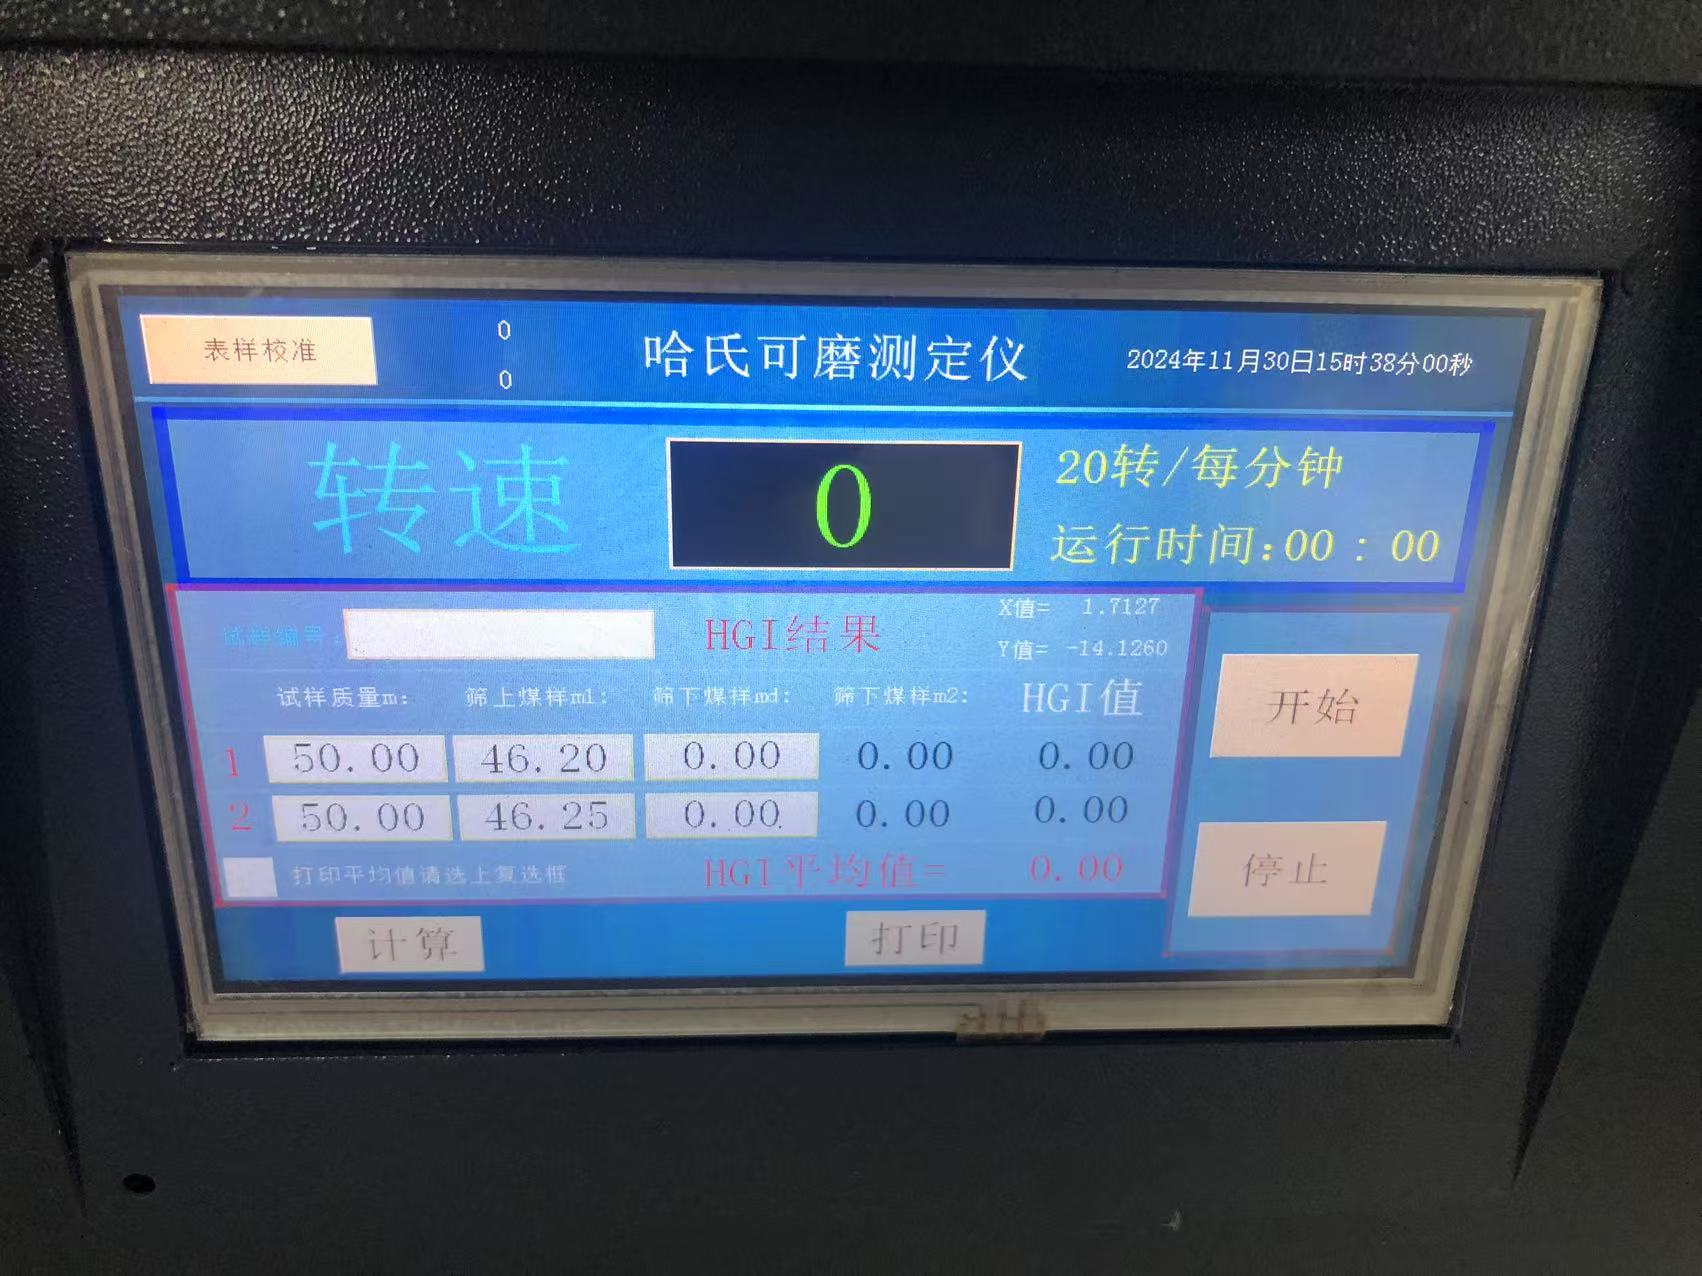 表样校准
0
0
哈氏可磨测定仪
2024年11月30日15时38分00秒
转速
0
20转/每分钟
运行时间:00 : 00
试样编号:
HGI结果
X值= 1.7127
Y值= -14.1260
试样质量m: 筛上煤样m1: 筛下煤样md: 筛下煤样m2: HGI值
1 50.00 46.20 0.00 0.00 0.00
2 50.00 46.25 0.00 0.00 0.00
打印平均值请选上复选框
HGI平均值= 0.00
开始
停止
计算
打印